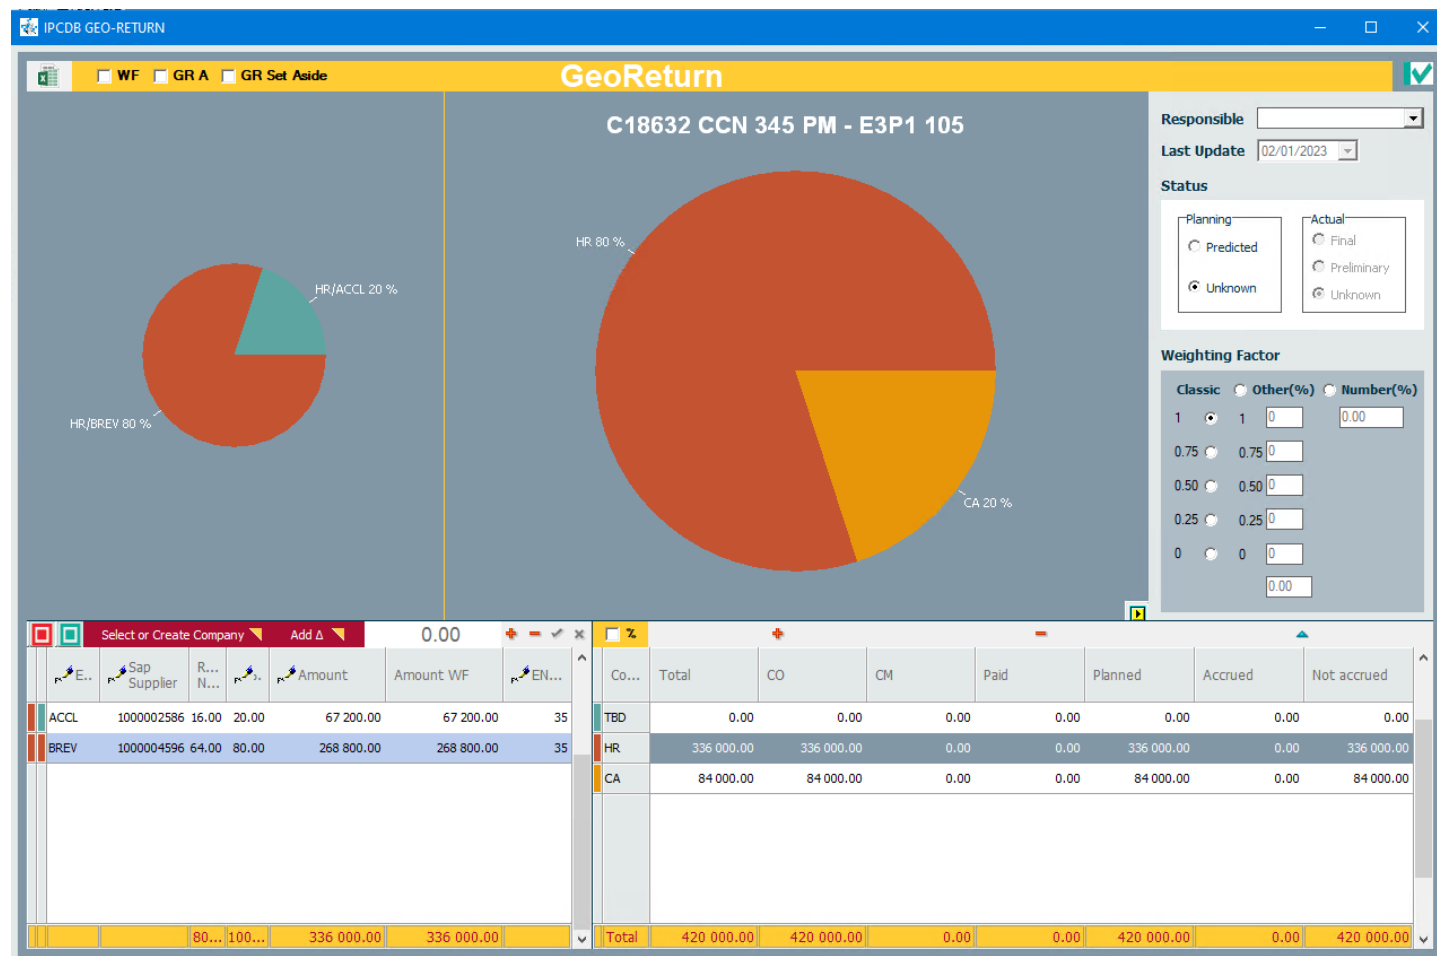 IPCDB GEO-RETURN
WF GR A GR Set Aside GeoReturn
C18632 CCN 345 PM - E3P1 105
HR/ACCL 20 %
HR/BREV 80 %
HR 80 %
CA 20 %
Responsible
Last Update 02/01/2023
Status
Planning Actual
Predicted Final
Preliminary
Unknown Unknown
Weighting Factor
Classic Other(%) Number(%)
1 1 0 0.00
0.75 0.75 0
0.50 0.50 0
0.25 0.25 0
0 0 0
0.00
Select or Create Company Add Δ 0.00
E... Sap Supplier R... N... Amount Amount WF EN...
ACCL 1000002586 16.00 20.00 67 200.00 67 200.00 35
BREV 1000004596 64.00 80.00 268 800.00 268 800.00 35
80... 100... 336 000.00 336 000.00
%
Co... Total CO CM Paid Planned Accrued Not accrued
TBD 0.00 0.00 0.00 0.00 0.00 0.00 0.00
HR 336 000.00 336 000.00 0.00 0.00 336 000.00 0.00 336 000.00
CA 84 000.00 84 000.00 0.00 0.00 84 000.00 0.00 84 000.00
Total 420 000.00 420 000.00 0.00 0.00 420 000.00 0.00 420 000.00